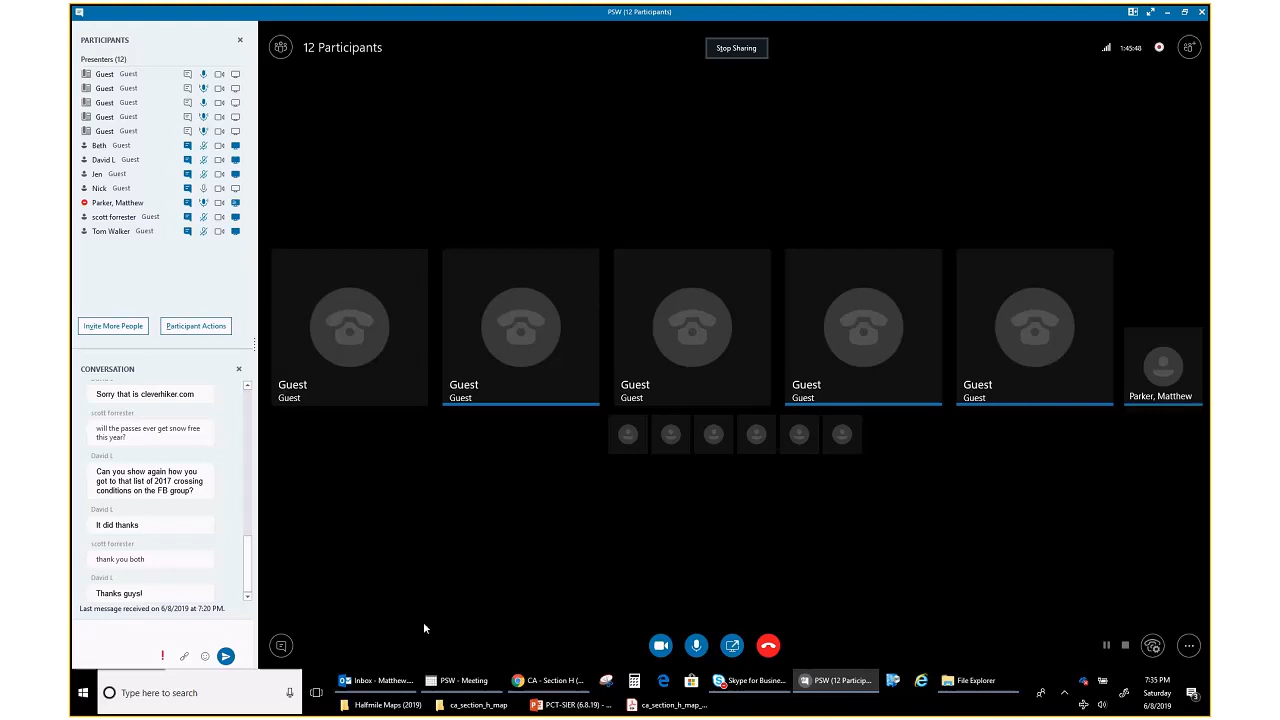 PSW (12 Participants)
PARTICIPANTS
Presenters (12)
Guest Guest
Guest Guest
Guest Guest
Guest Guest
Guest Guest
Beth Guest
David L Guest
Jen Guest
Nick Guest
Parker, Matthew
scott forrester Guest
Tom Walker Guest
Invite More People
Participant Actions
CONVERSATION
Sorry that is cleverhiker.com
scott forrester
will the passes ever get snow free
this year?
David L
Can you show again how you
got to that list of 2017 crossing
conditions on the FB group?
David L
It did thanks
scott forrester
thank you both
David L
Thanks guys!
Last message received on 6/8/2019 at 7:20 PM.
12 Participants
Stop Sharing
1:45:48
Guest
Guest
Guest
Guest
Guest
Guest
Guest
Guest
Guest
Guest
Parker, Matthew
Type here to search
Inbox - Matthew....
PSW - Meeting
CA - Section H (...
Skype for Busine...
PSW (12 Particip...
File Explorer
Halfmile Maps (2019)
ca_section_h_map
PCT-SIER (6.8.19) -...
ca_section_h_map_...
7:35 PM
Saturday
6/8/2019